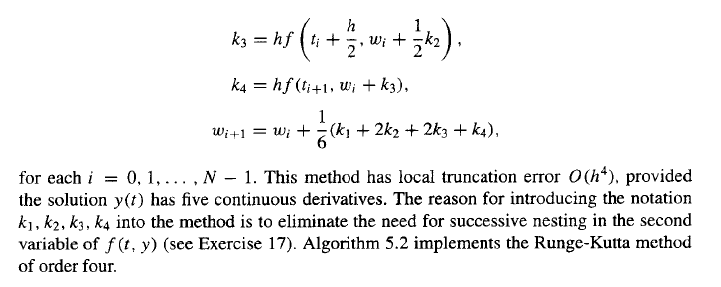 k₃ = hf (tᵢ + h/2, wᵢ + 1/2 k₂),
k₄ = hf (tᵢ₊₁, wᵢ + k₃),
wᵢ₊₁ = wᵢ + 1/6 (k₁ + 2k₂ + 2k₃ + k₄),
for each i = 0, 1, . . . , N − 1. This method has local truncation error O(h⁴), provided
the solution y(t) has five continuous derivatives. The reason for introducing the notation
k₁, k₂, k₃, k₄ into the method is to eliminate the need for successive nesting in the second
variable of f (t, y) (see Exercise 17). Algorithm 5.2 implements the Runge-Kutta method
of order four.